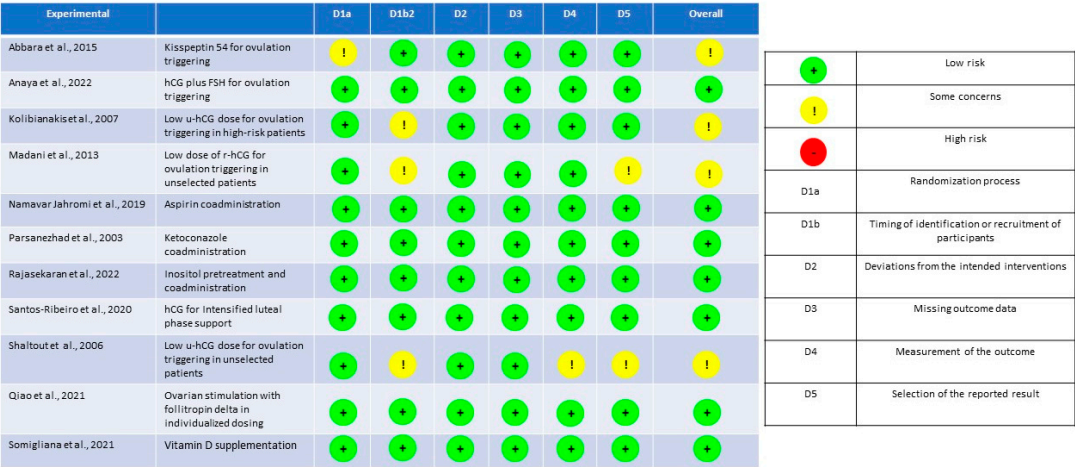 Experimental D1a D1b2 D2 D3 D4 D5 Overall
Abbara et al., 2015 Kisspeptin 54 for ovulation
triggering ! + + + + + !
Anaya et al., 2022 hCG plus FSH for ovulation
triggering + + + + + + +
Kolibianakis et al., 2007 Low u-hCG dose for ovulation
triggering in high-risk patients + ! + + + + !
Madani et al., 2013 Low dose of r-hCG for
ovulation triggering in
unselected patients + ! + + + ! !
Namavar Jahromi et al., 2019 Aspirin coadministration + + + + + + +
Parsanezhad et al., 2003 Ketoconazole
coadministration + + + + + + +
Rajasekaran et al., 2022 Inositol pretreatment and
coadministration + + + + + + +
Santos-Ribeiro et al., 2020 hCG for Intensified luteal
phase support + + + + + + +
Shaltout et al., 2006 Low u-hCG dose for ovulation
triggering in unselected
patients + ! + + ! ! !
Qiao et al., 2021 Ovarian stimulation with
follitropin delta in
individualized dosing + + + + + + +
Somigliana et al., 2021 Vitamin D supplementation + + + + + + +
+ Low risk
! Some concerns
- High risk
D1a Randomization process
D1b Timing of identification or recruitment of
participants
D2 Deviations from the intended interventions
D3 Missing outcome data
D4 Measurement of the outcome
D5 Selection of the reported result